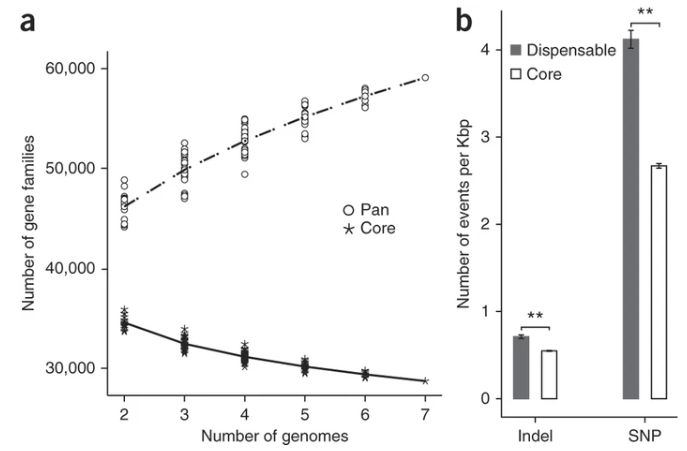 a
60,000
50,000
40,000
30,000
Number of gene families
Pan
Core
2 3 4 5 6 7
Number of genomes
b
**
4
3
2
1
0
Number of events per Kbp
Dispensable
Core
**
Indel SNP